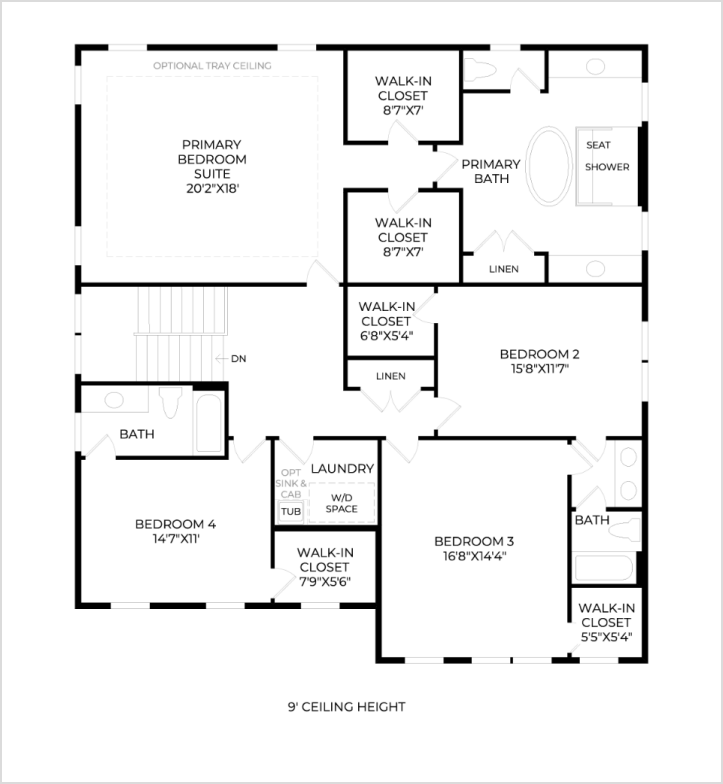 OPTIONAL TRAY CEILING
PRIMARY
BEDROOM
SUITE
20'2"X18'
WALK-IN
CLOSET
8'7"X7'
PRIMARY
BATH
SEAT
SHOWER
WALK-IN
CLOSET
8'7"X7'
LINEN
WALK-IN
CLOSET
6'8"X5'4"
BEDROOM 2
15'8"X11'7"
DN
LINEN
BATH
LAUNDRY
OPT
SINK &
CAB
W/D
SPACE
TUB
BEDROOM 4
14'7"X11'
BEDROOM 3
16'8"X14'4"
BATH
WALK-IN
CLOSET
7'9"X5'6"
WALK-IN
CLOSET
5'5"X5'4"
9' CEILING HEIGHT